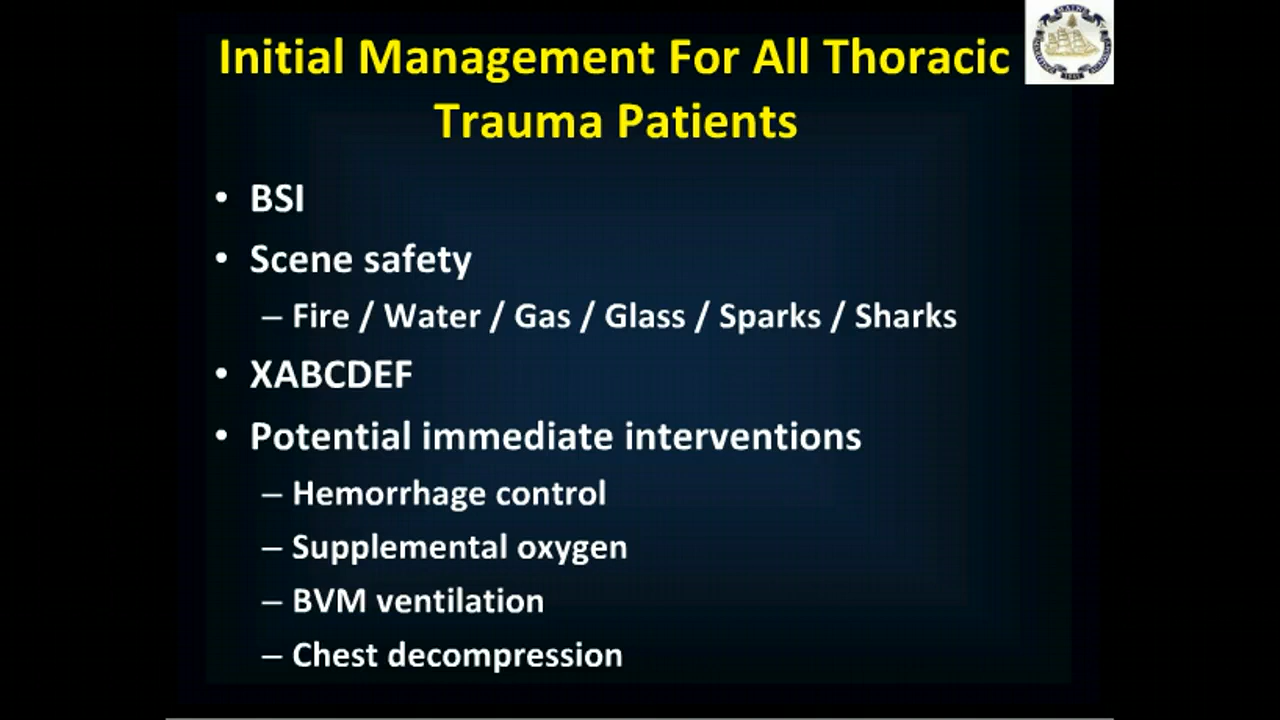 Initial Management For All Thoracic
Trauma Patients
• BSI
• Scene safety
– Fire / Water / Gas / Glass / Sparks / Sharks
• XABCDEF
• Potential immediate interventions
– Hemorrhage control
– Supplemental oxygen
– BVM ventilation
– Chest decompression
MAINE